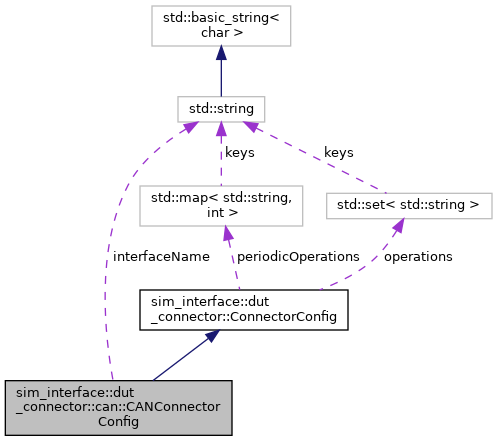 std::basic_string<
char >
std::string
keys
keys
std::map< std::string,
int >
std::set< std::string >
interfaceName
periodicOperations
operations
sim_interface::dut
_connector::ConnectorConfig
sim_interface::dut
_connector::can::CANConnector
Config